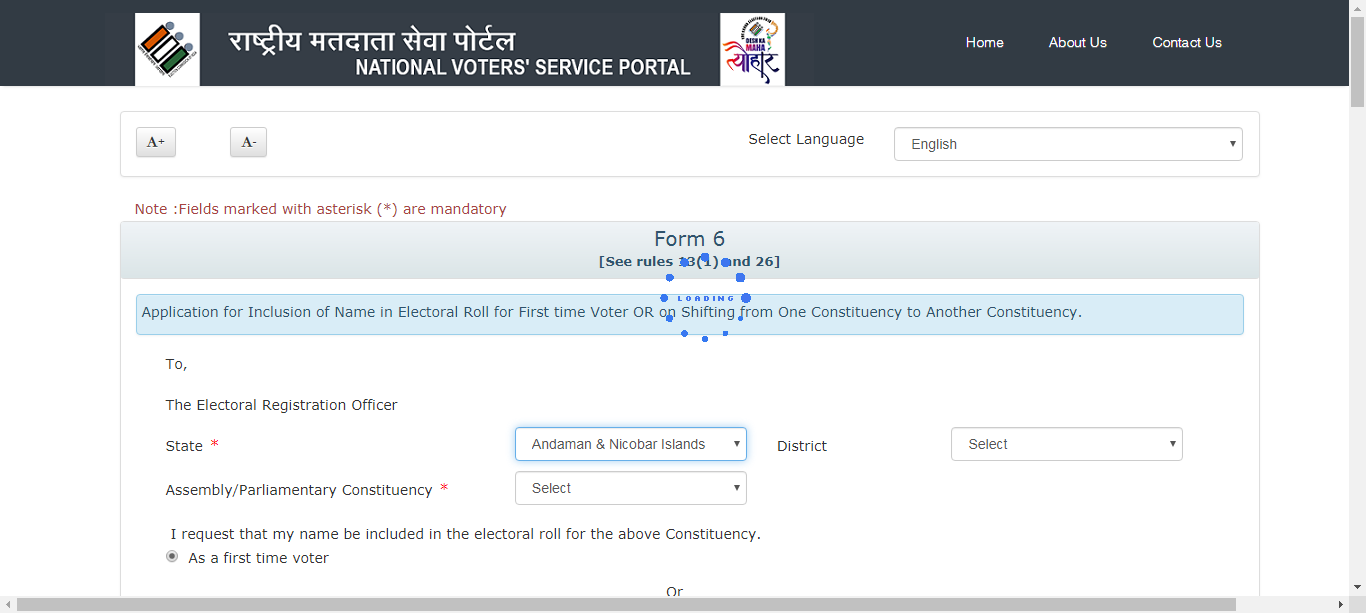 राष्ट्रीय मतदाता सेवा पोर्टल
NATIONAL VOTERS' SERVICE PORTAL
DESH KA
MAHA
त्यौहार
Home About Us Contact Us
A+ A-
Select Language English
Note :Fields marked with asterisk (*) are mandatory
Form 6
[See rules 13(1) and 26]
LOADING
Application for Inclusion of Name in Electoral Roll for First time Voter OR on Shifting from One Constituency to Another Constituency.
To,
The Electoral Registration Officer
State * Andaman & Nicobar Islands District Select
Assembly/Parliamentary Constituency * Select
I request that my name be included in the electoral roll for the above Constituency.
As a first time voter
Or